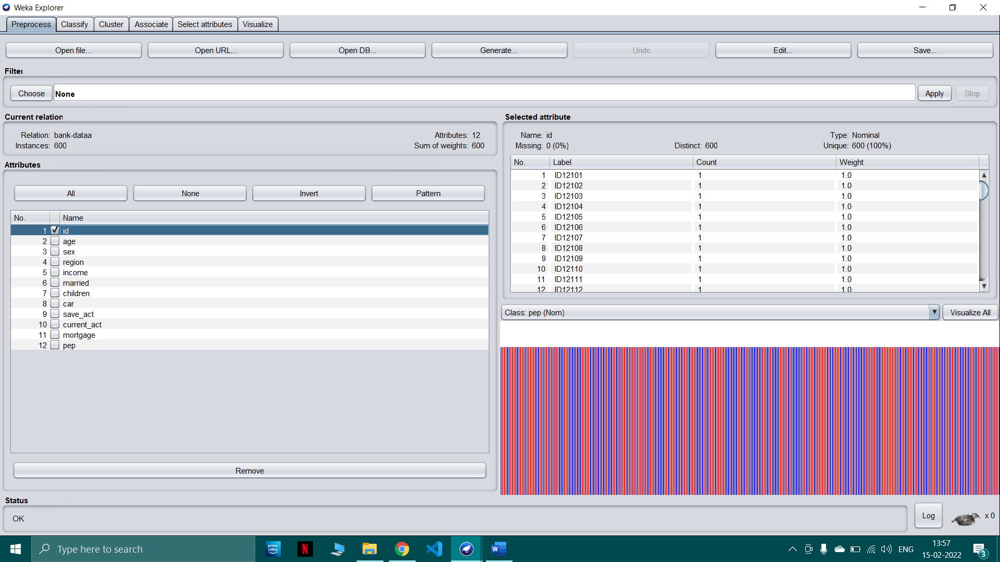 Weka Explorer
Preprocess Classify Cluster Associate Select attributes Visualize
Open file... Open URL... Open DB... Generate... Undo Edit... Save...
Filter
Choose None Apply Stop
Current relation
Relation: bank-dataa Attributes: 12
Instances: 600 Sum of weights: 600
Attributes
All None Invert Pattern
No. Name
1 id
2 age
3 sex
4 region
5 income
6 married
7 children
8 car
9 save_act
10 current_act
11 mortgage
12 pep
Remove
Selected attribute
Name: id Type: Nominal
Missing: 0 (0%) Distinct: 600 Unique: 600 (100%)
No. Label Count Weight
1 ID12101 1 1.0
2 ID12102 1 1.0
3 ID12103 1 1.0
4 ID12104 1 1.0
5 ID12105 1 1.0
6 ID12106 1 1.0
7 ID12107 1 1.0
8 ID12108 1 1.0
9 ID12109 1 1.0
10 ID12110 1 1.0
11 ID12111 1 1.0
12 ID12112 1 1.0
Class: pep (Nom) Visualize All
Status
OK
Log x 0
Type here to search
prime video
N
W
ENG
13:57
15-02-2022
3